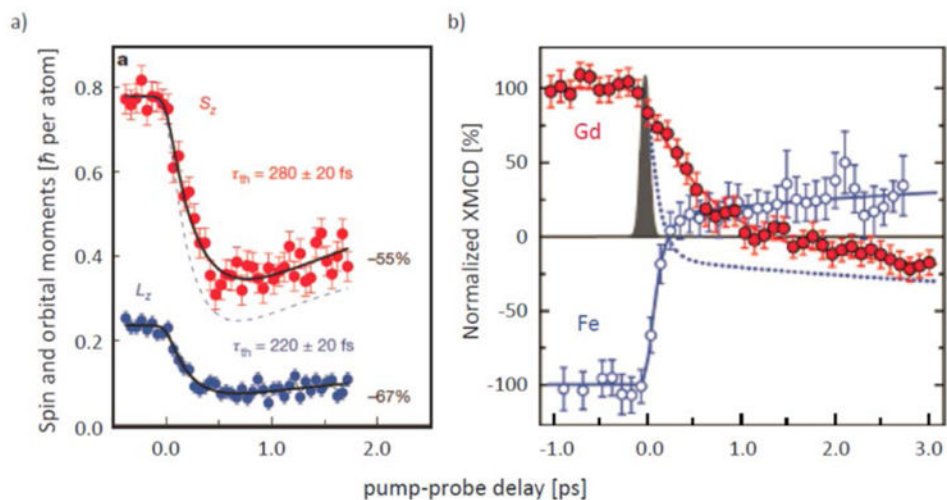 a)
b)
Spin and orbital moments [ħ per atom]
0.8
0.6
0.4
0.2
0.0
a
S_z
τ_th = 280 ± 20 fs
−55%
L_z
τ_th = 220 ± 20 fs
−67%
0.0 1.0 2.0
Normalized XMCD [%]
100
50
0
-50
-100
Gd
Fe
-1.0 0.0 1.0 2.0 3.0
pump-probe delay [ps]